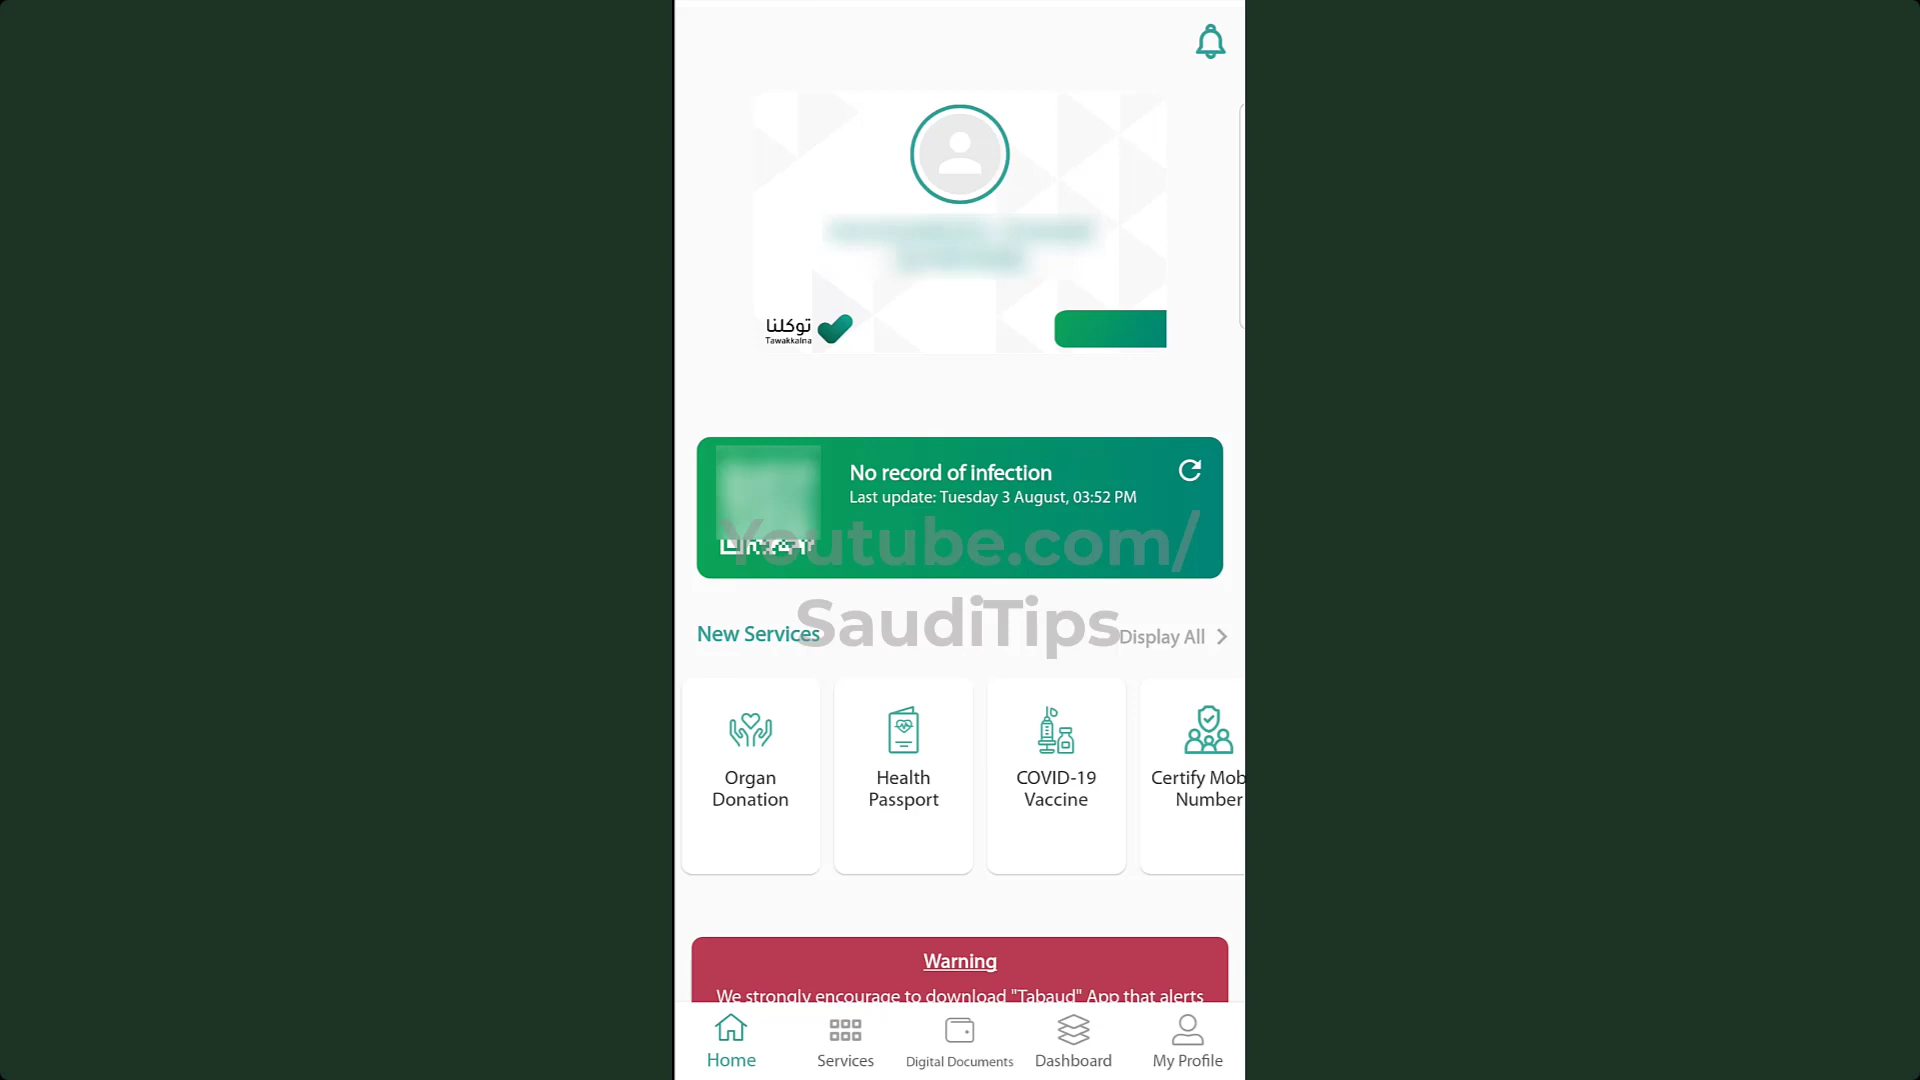 توكلنا
Tawakkalna
No record of infection
Last update: Tuesday 3 August, 03:52 PM
Youtube.com/
SaudiTips
New Services
Display All
Organ
Donation
Health
Passport
COVID-19
Vaccine
Certify Mob
Number
Warning
We strongly encourage to download "Tabaud" App that alerts
Home
Services
Digital Documents
Dashboard
My Profile